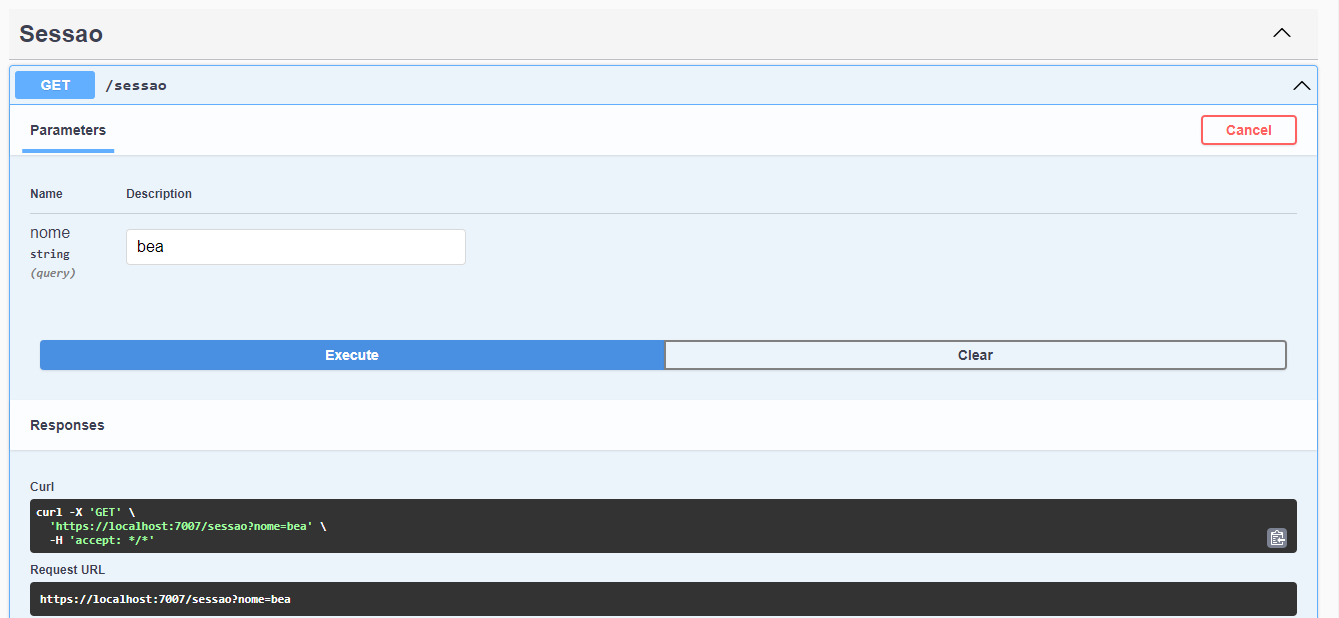 Sessao
GET /sessao
Parameters Cancel
Name Description
nome
bea
string
(query)
Execute Clear
Responses
Curl
curl -X 'GET' \
'https://localhost:7007/sessao?nome=bea' \
-H 'accept: */*'
Request URL
https://localhost:7007/sessao?nome=bea